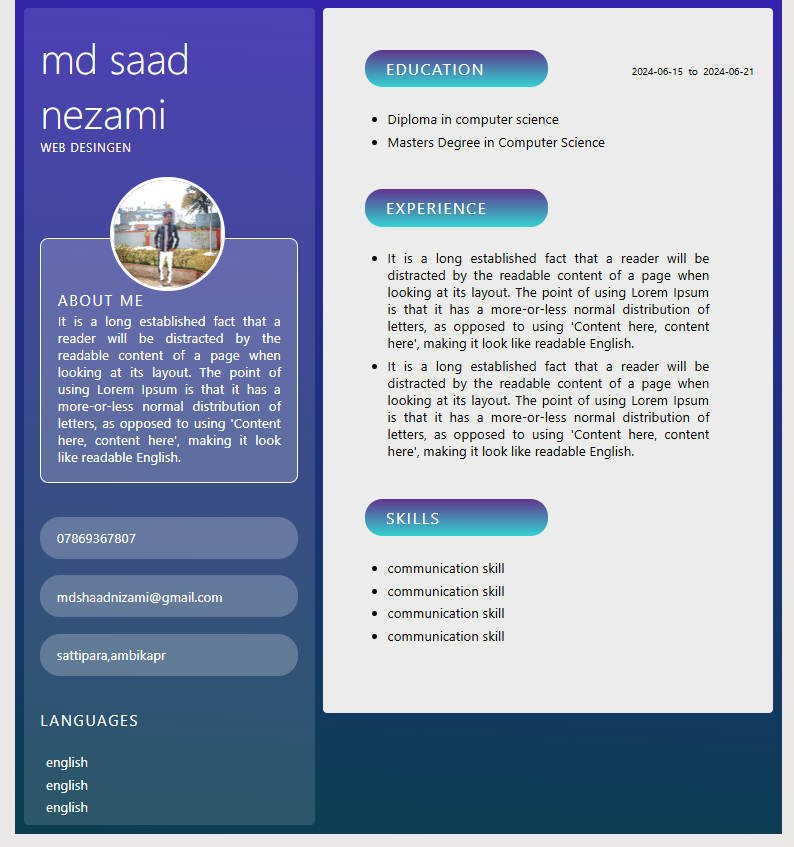 md saad
nezami
WEB DESINGEN
ABOUT ME
It is a long established fact that a
reader will be distracted by the
readable content of a page when
looking at its layout. The point of
using Lorem Ipsum is that it has a
more-or-less normal distribution of
letters, as opposed to using 'Content
here, content here', making it look
like readable English.
07869367807
mdshaadnizami@gmail.com
sattipara,ambikapr
LANGUAGES
english
english
english
EDUCATION
2024-06-15 to 2024-06-21
Diploma in computer science
Masters Degree in Computer Science
EXPERIENCE
It is a long established fact that a reader will be
distracted by the readable content of a page when
looking at its layout. The point of using Lorem Ipsum
is that it has a more-or-less normal distribution of
letters, as opposed to using 'Content here, content
here', making it look like readable English.
It is a long established fact that a reader will be
distracted by the readable content of a page when
looking at its layout. The point of using Lorem Ipsum
is that it has a more-or-less normal distribution of
letters, as opposed to using 'Content here, content
here', making it look like readable English.
SKILLS
communication skill
communication skill
communication skill
communication skill